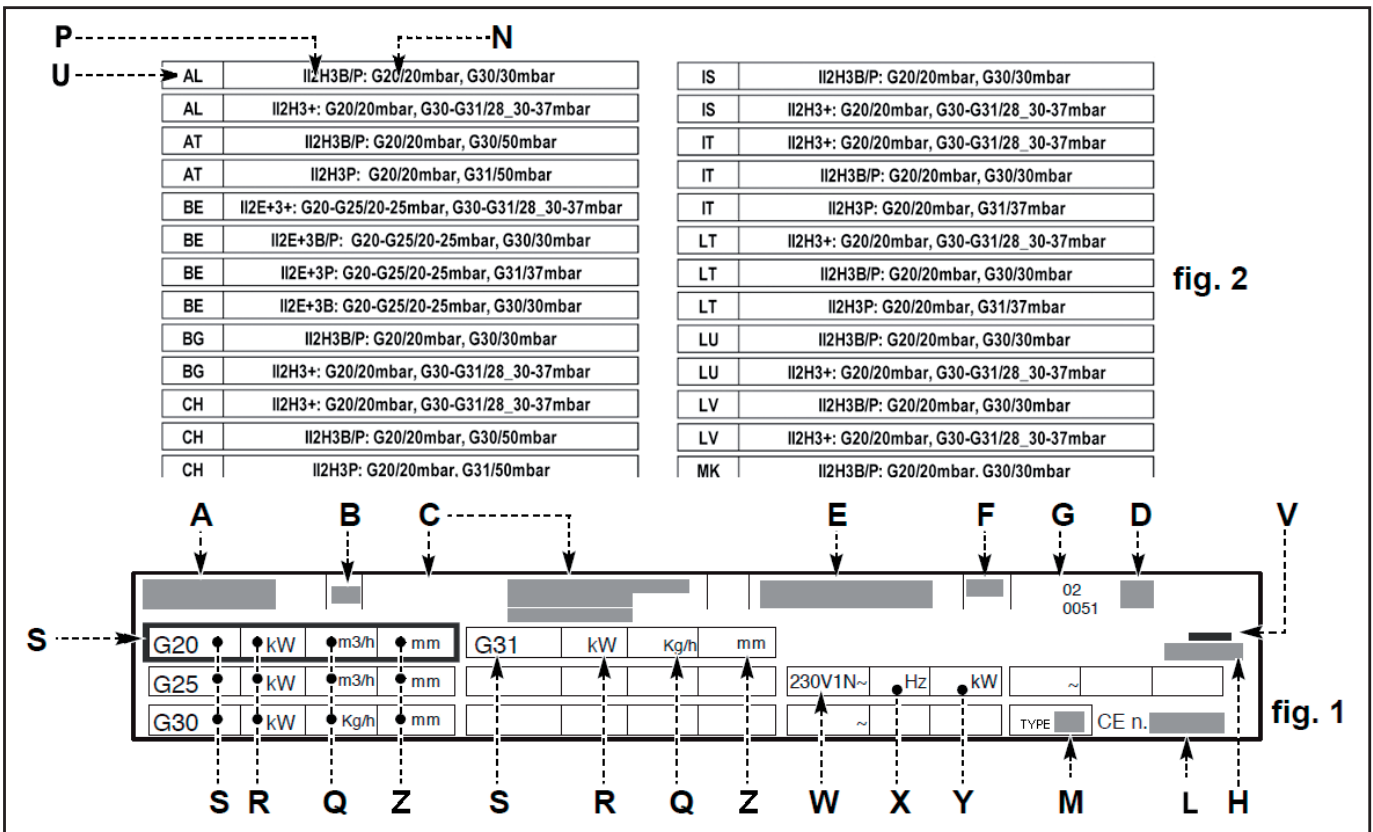 P N
U
AL II2H3B/P: G20/20mbar, G30/30mbar
AL II2H3+: G20/20mbar, G30-G31/28_30-37mbar
AT II2H3B/P: G20/20mbar, G30/50mbar
AT II2H3P: G20/20mbar, G31/50mbar
BE II2E+3+: G20-G25/20-25mbar, G30-G31/28_30-37mbar
BE II2E+3B/P: G20-G25/20-25mbar, G30/30mbar
BE II2E+3P: G20-G25/20-25mbar, G31/37mbar
BE II2E+3B: G20-G25/20-25mbar, G30/30mbar
BG II2H3B/P: G20/20mbar, G30/30mbar
BG II2H3+: G20/20mbar, G30-G31/28_30-37mbar
CH II2H3+: G20/20mbar, G30-G31/28_30-37mbar
CH II2H3B/P: G20/20mbar, G30/50mbar
CH II2H3P: G20/20mbar, G31/50mbar
IS II2H3B/P: G20/20mbar, G30/30mbar
IS II2H3+: G20/20mbar, G30-G31/28_30-37mbar
IT II2H3+: G20/20mbar, G30-G31/28_30-37mbar
IT II2H3B/P: G20/20mbar, G30/30mbar
IT II2H3P: G20/20mbar, G31/37mbar
LT II2H3+: G20/20mbar, G30-G31/28_30-37mbar
LT II2H3B/P: G20/20mbar, G30/30mbar
LT II2H3P: G20/20mbar, G31/37mbar
LU II2H3B/P: G20/20mbar, G30/30mbar
LU II2H3+: G20/20mbar, G30-G31/28_30-37mbar
LV II2H3B/P: G20/20mbar, G30/30mbar
LV II2H3+: G20/20mbar, G30-G31/28_30-37mbar
MK II2H3B/P: G20/20mbar, G30/30mbar
fig. 2
A B C E F G D V
02
0051
S
G20 kW m3/h mm G31 kW Kg/h mm
G25 kW m3/h mm 230V1N~ Hz kW ~
G30 kW Kg/h mm ~ TYPE CE n.
fig. 1
S R Q Z S R Q Z W X Y M L H